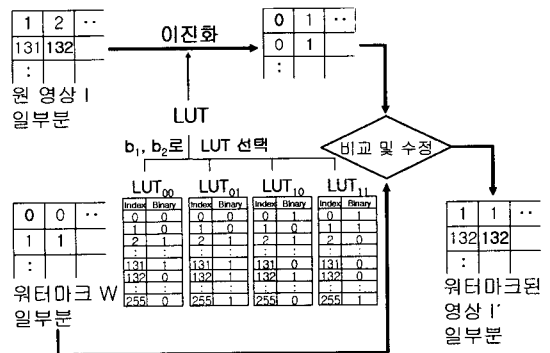 1 2 ··
131 132
:
원 영상 I
일부분
이진화
0 1 ··
0 1
:
LUT
b₁, b₂로 LUT 선택
비교 및 수정
LUT₀₀ LUT₀₁ LUT₁₀ LUT₁₁
Index Binary Index Binary Index Binary Index Binary
0 0 0 0 0 1 0 1
1 0 1 0 1 0 1 1
2 1 2 1 2 1 2 0
: : : : : : : :
131 1 131 1 131 0 131 0
132 0 132 1 132 1 132 0
: : : : : : : :
255 0 255 1 255 0 255 1
0 0 ··
1 1
:
워터마크 W
일부분
1 1 ··
132 132
:
워터마크된
영상 I´
일부분